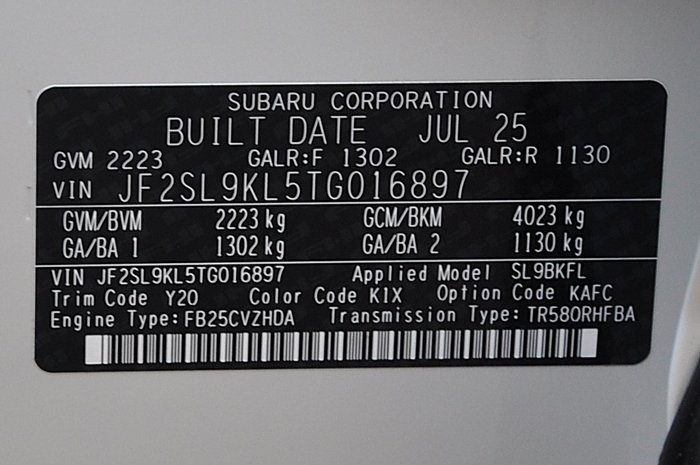 SUBARU CORPORATION
BUILT DATE JUL 25
GVM 2223 GALR:F 1302 GALR:R 1130
VIN JF2SL9KL5TG016897
GVM/BVM 2223 kg GCM/BKM 4023 kg
GA/BA 1 1302 kg GA/BA 2 1130 kg
VIN JF2SL9KL5TG016897 Applied Model SL9BKFL
Trim Code Y20 Color Code K1X Option Code KAFC
Engine Type:FB25CVZHDA Transmission Type:TR580RHFBA